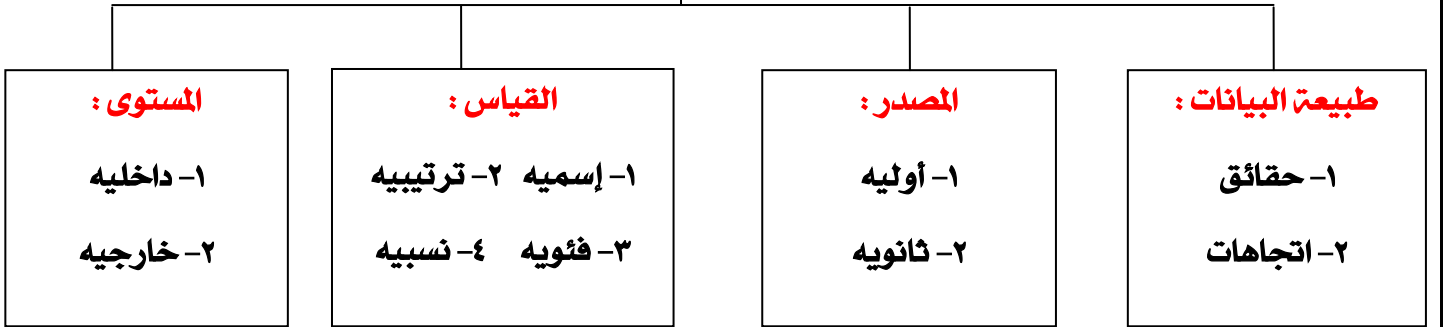 طبيعة البيانات :
١- حقائق
٢- اتجاهات
المصدر :
١- أوليه
٢- ثانويه
القياس :
١- إسميه ٢- ترتيبيه
٣- فئويه ٤- نسبيه
المستوى :
١- داخليه
٢- خارجيه